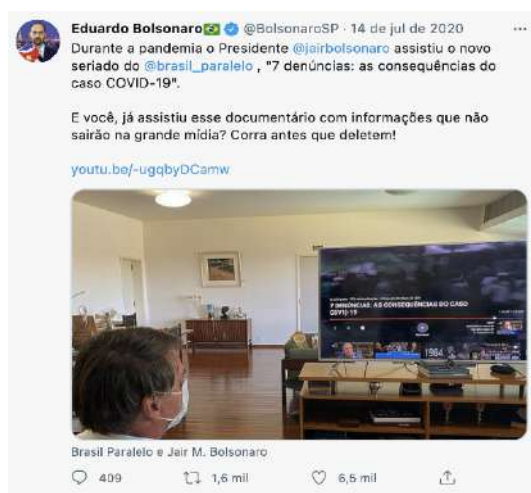 Eduardo Bolsonaro @BolsonaroSP · 14 de jul de 2020
Durante a pandemia o Presidente @jairbolsonaro assistiu o novo
seriado do @brasil_paralelo , "7 denúncias: as consequências do
caso COVID-19".
E você, já assistiu esse documentário com informações que não
sairão na grande mídia? Corra antes que deletem!
youtu.be/-ugqbyDCamw
7 DENÚNCIAS: AS CONSEQUÊNCIAS DO CASO
COVID-19
1964
Brasil Paralelo e Jair M. Bolsonaro
409 1,6 mil 6,5 mil